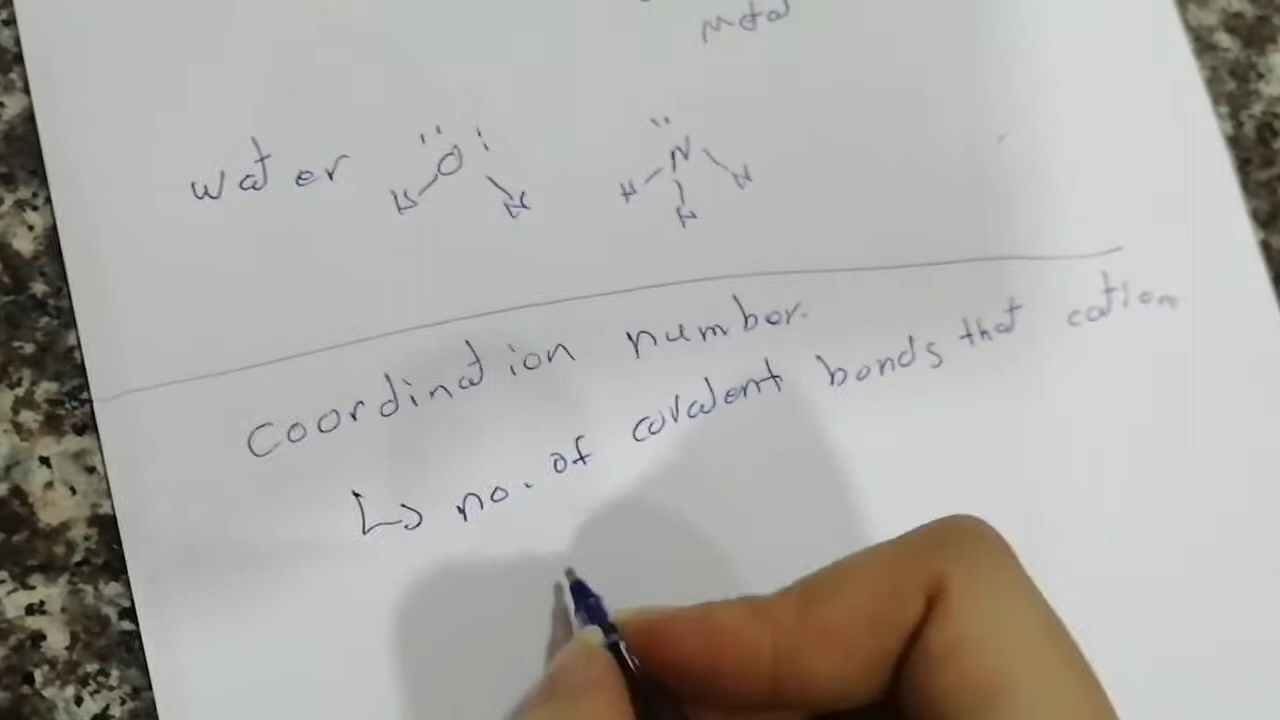 Metal
water H O H H N H H
Coordination number.
↳ no. of covalent bonds that cation